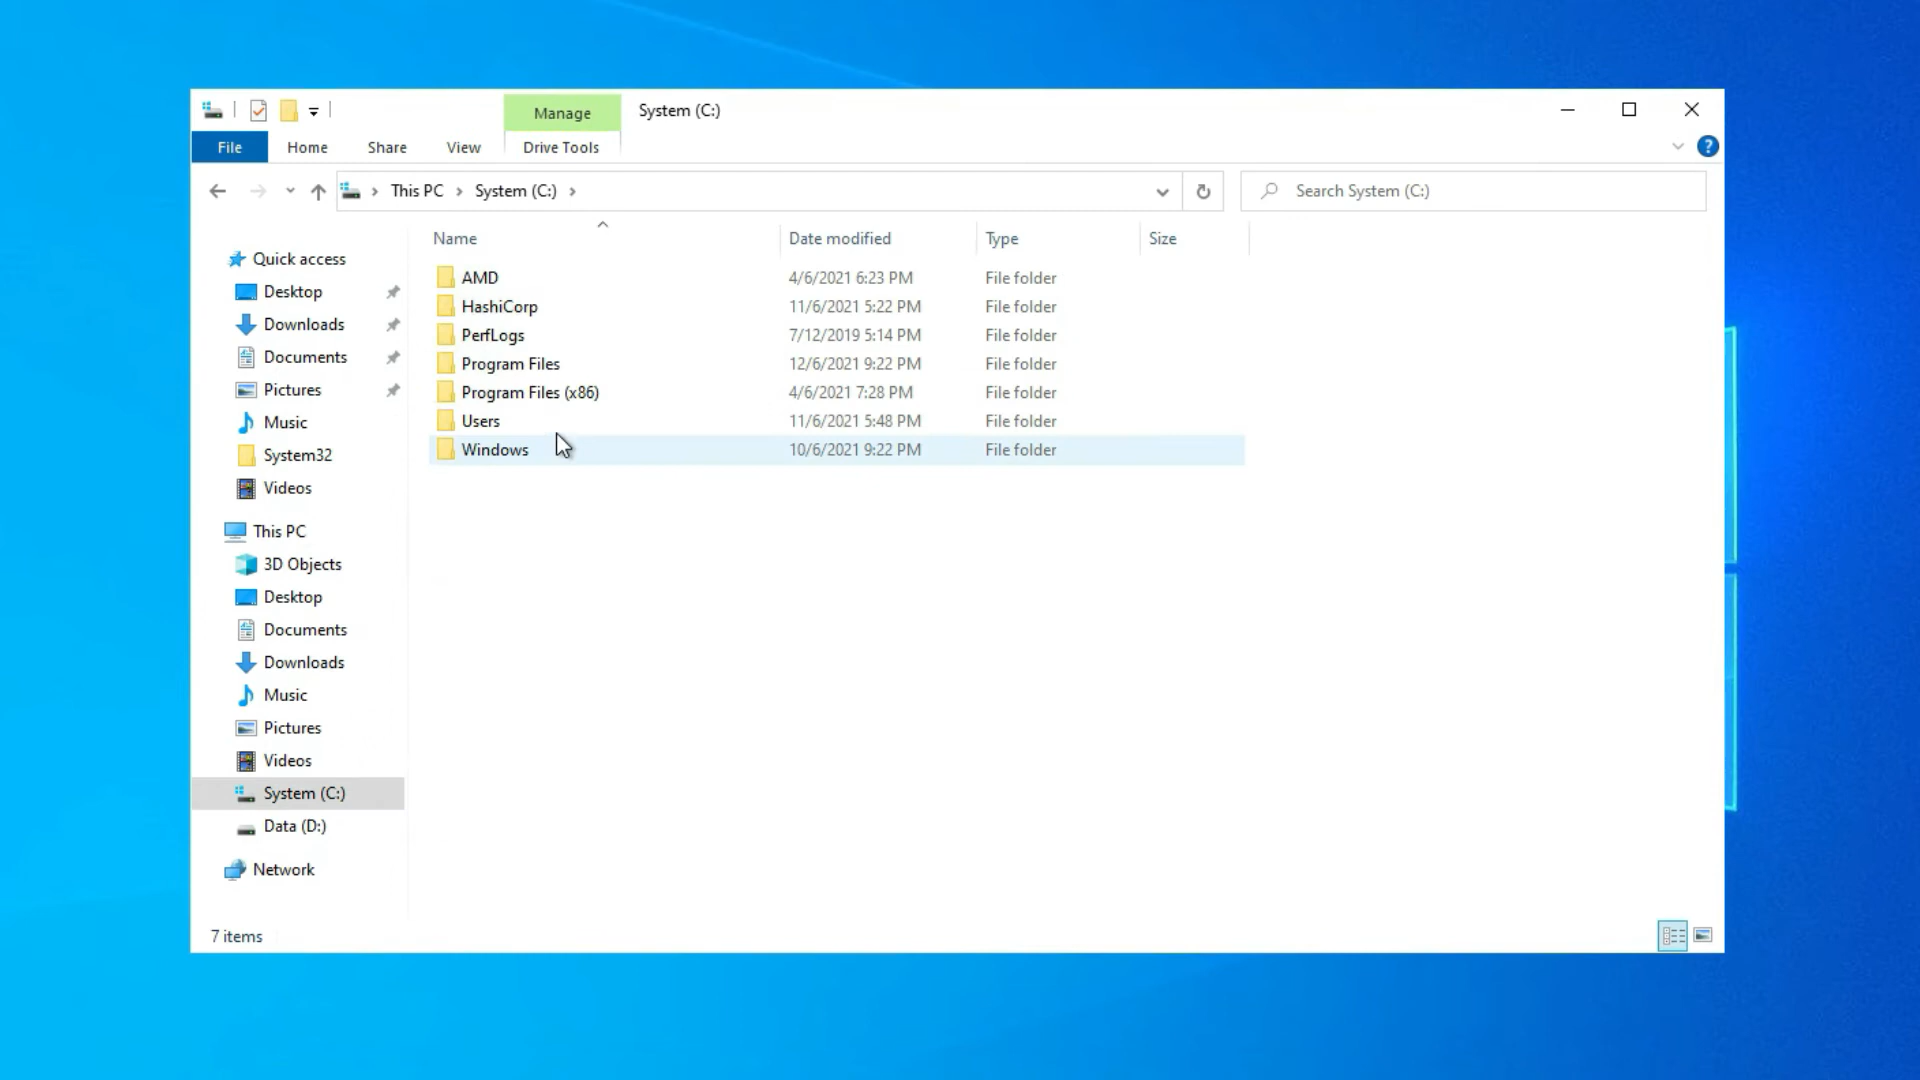 Manage System (C:)
File Home Share View Drive Tools ?
This PC System (C:) Search System (C:)
Name Date modified Type Size
AMD 4/6/2021 6:23 PM File folder
HashiCorp 11/6/2021 5:22 PM File folder
PerfLogs 7/12/2019 5:14 PM File folder
Program Files 12/6/2021 9:22 PM File folder
Program Files (x86) 4/6/2021 7:28 PM File folder
Users 11/6/2021 5:48 PM File folder
Windows 10/6/2021 9:22 PM File folder
Quick access
Desktop
Downloads
Documents
Pictures
Music
System32
Videos
This PC
3D Objects
Desktop
Documents
Downloads
Music
Pictures
Videos
System (C:)
Data (D:)
Network
7 items